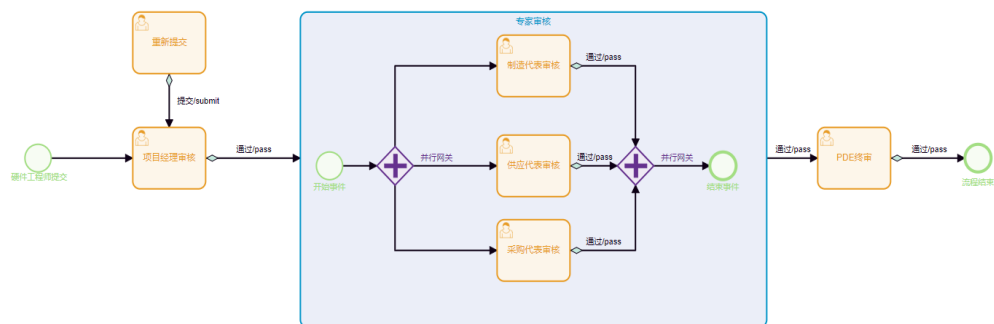 专家审核
重新提交
提交/submit
硬件工程师提交
项目经理审核
通过/pass
开始事件
并行网关
制造代表审核
通过/pass
供应代表审核
通过/pass
采购代表审核
通过/pass
并行网关
结束事件
通过/pass
PDE终审
通过/pass
流程结束